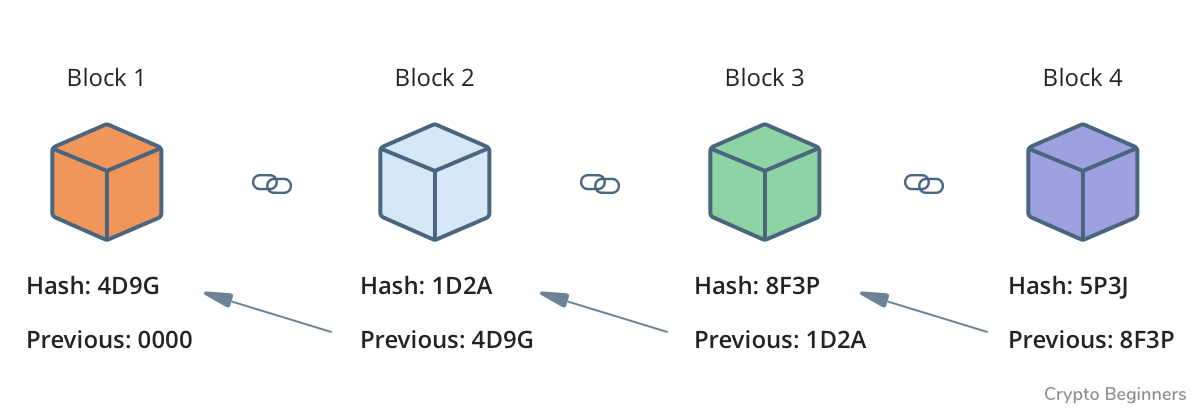 Block 1
Block 2
Block 3
Block 4
Hash: 4D9G
Hash: 1D2A
Hash: 8F3P
Hash: 5P3J
Previous: 0000
Previous: 4D9G
Previous: 1D2A
Previous: 8F3P
Crypto Beginners